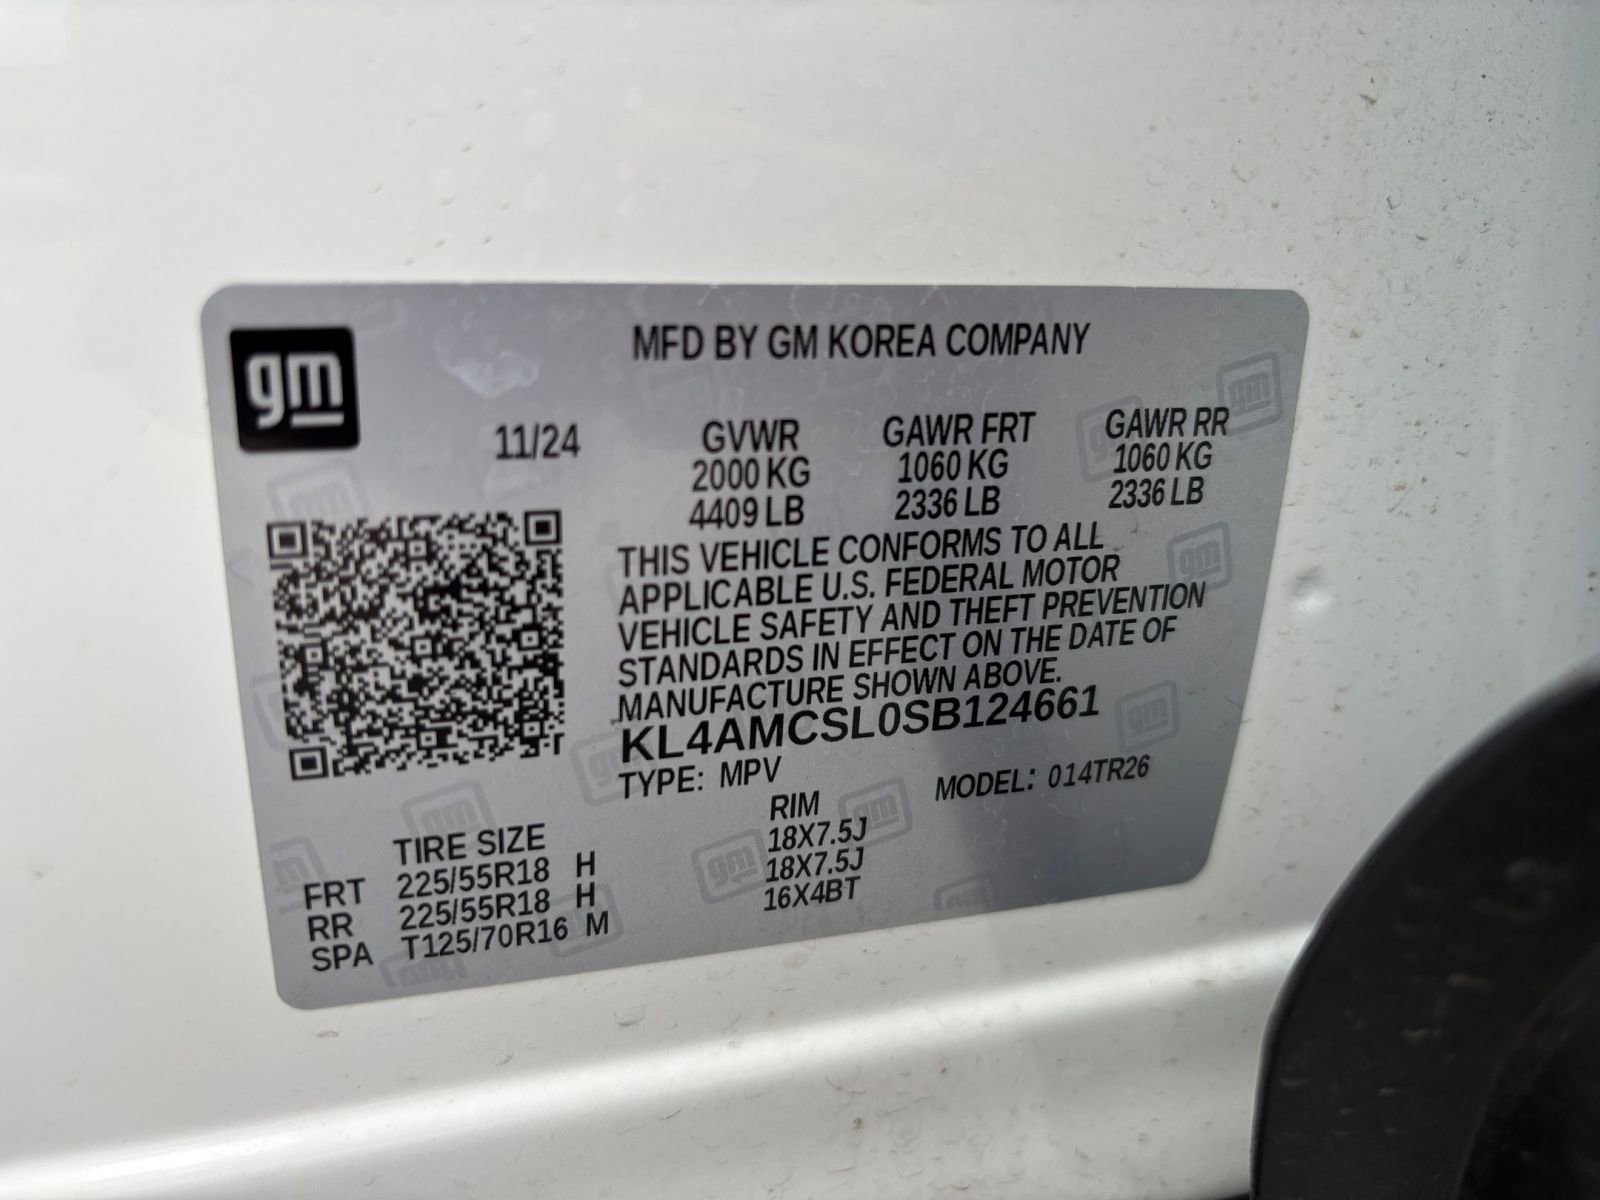 gm
MFD BY GM KOREA COMPANY
11/24
GVWR GAWR FRT GAWR RR
2000 KG 1060 KG 1060 KG
4409 LB 2336 LB 2336 LB
THIS VEHICLE CONFORMS TO ALL
APPLICABLE U.S. FEDERAL MOTOR
VEHICLE SAFETY AND THEFT PREVENTION
STANDARDS IN EFFECT ON THE DATE OF
MANUFACTURE SHOWN ABOVE.
KL4AMCSL0SB124661
TYPE: MPV MODEL: 014TR26
TIRE SIZE RIM
FRT 225/55R18 H 18X7.5J
RR 225/55R18 H 18X7.5J
SPA T125/70R16 M 16X4BT